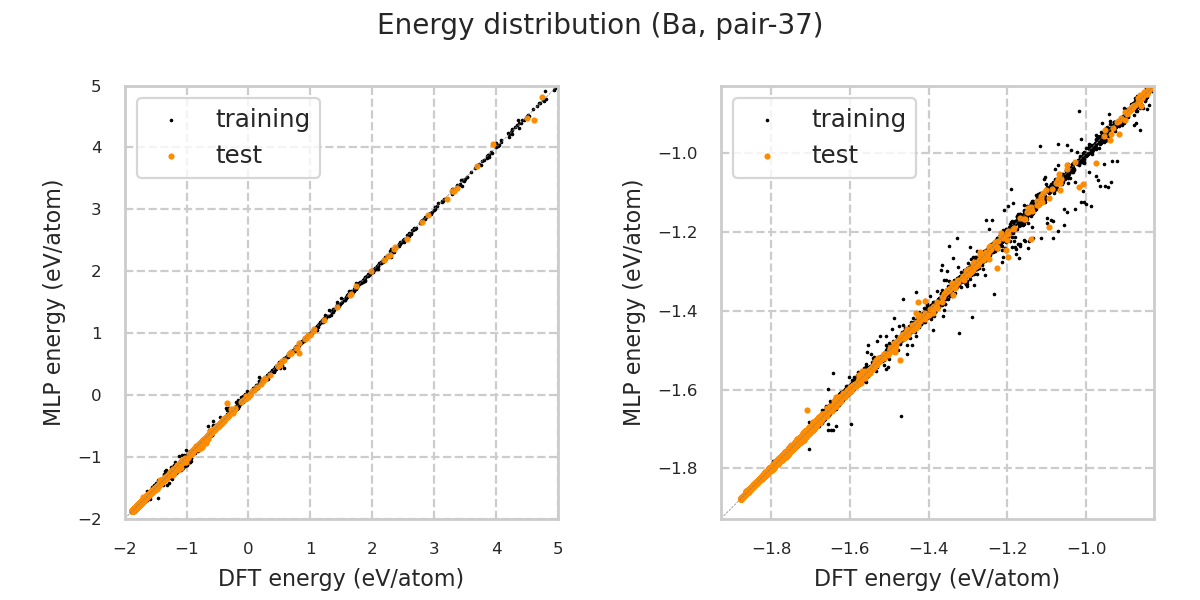 Energy distribution (Ba, pair-37)
5
4
3
2
1
0
−1
−2
−2
−1
0
1
2
3
4
5
MLP energy (eV/atom)
DFT energy (eV/atom)
training
test
−1.0
−1.2
−1.4
−1.6
−1.8
−1.8
−1.6
−1.4
−1.2
−1.0
MLP energy (eV/atom)
DFT energy (eV/atom)
training
test